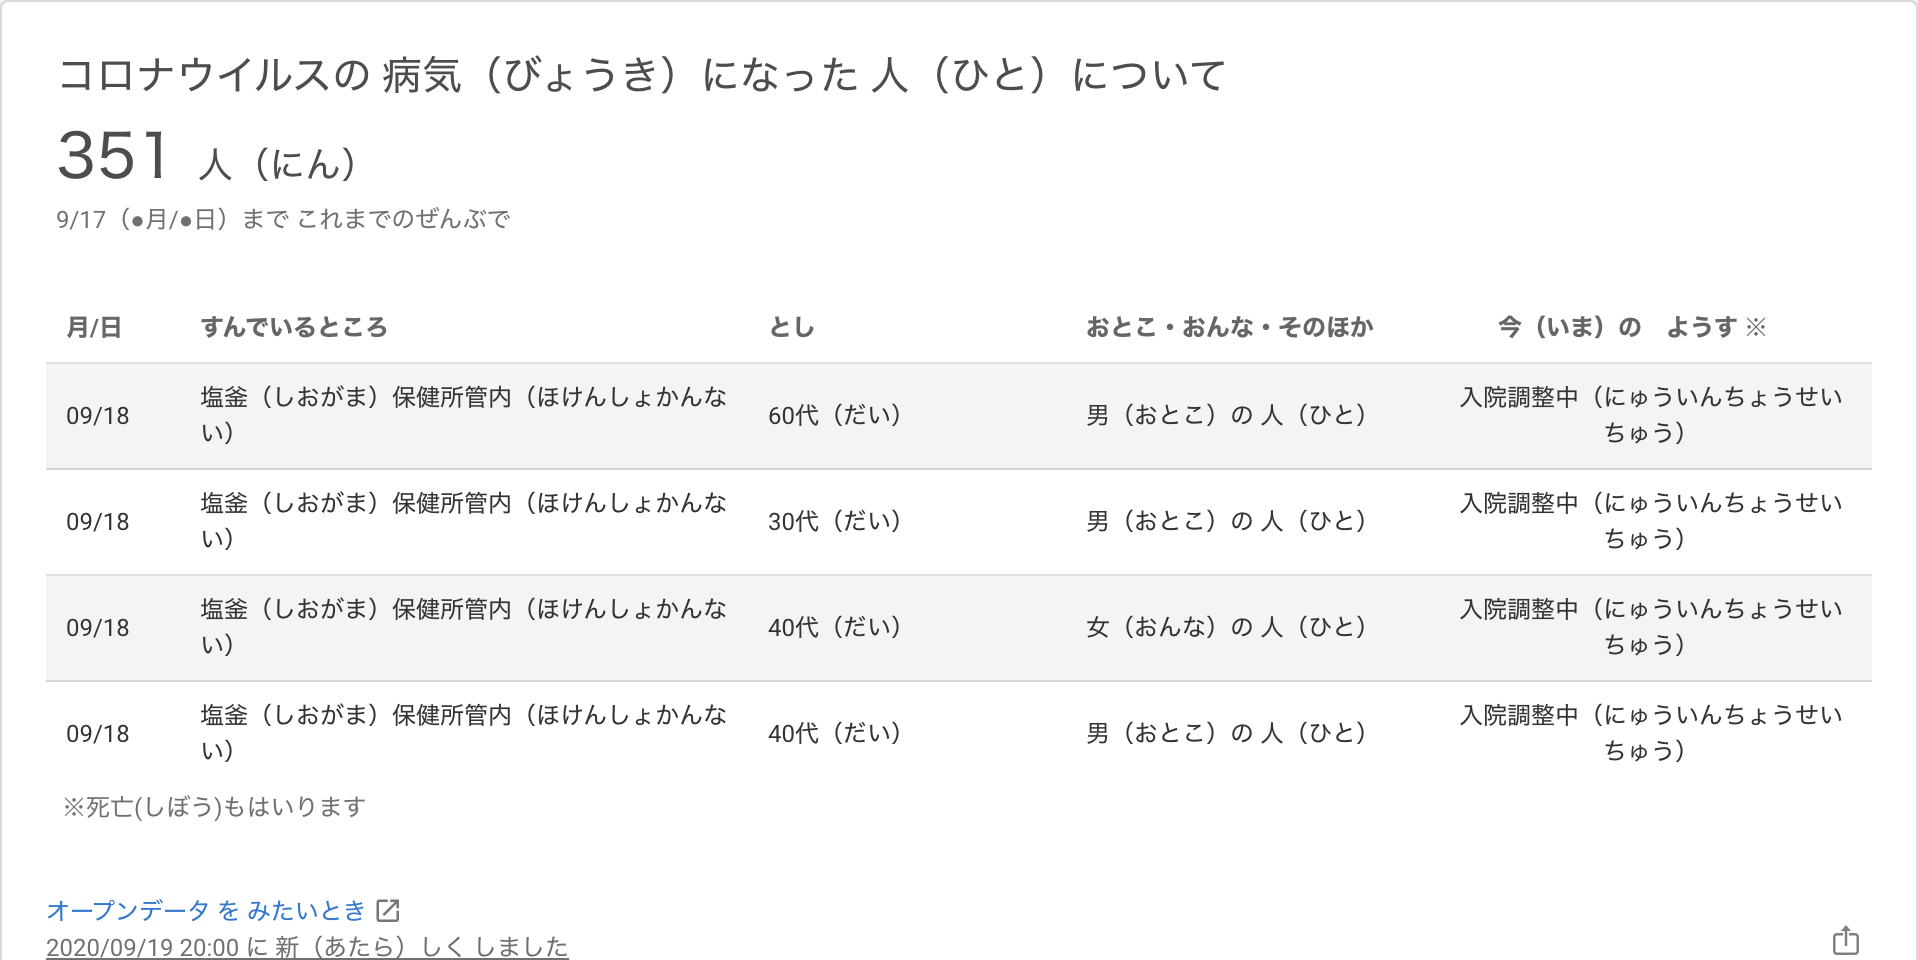 コロナウイルスの 病気（びょうき）になった 人（ひと）について
351 人（にん）
9/17（●月/●日）まで これまでのぜんぶで
月/日 すんでいるところ とし おとこ・おんな・そのほか 今（いま）の　ようす ※
09/18 塩釜（しおがま）保健所管内（ほけんしょかんな
い） 60代（だい） 男（おとこ）の 人（ひと） 入院調整中（にゅういんちょうせい
ちゅう）
09/18 塩釜（しおがま）保健所管内（ほけんしょかんな
い） 30代（だい） 男（おとこ）の 人（ひと） 入院調整中（にゅういんちょうせい
ちゅう）
09/18 塩釜（しおがま）保健所管内（ほけんしょかんな
い） 40代（だい） 女（おんな）の 人（ひと） 入院調整中（にゅういんちょうせい
ちゅう）
09/18 塩釜（しおがま）保健所管内（ほけんしょかんな
い） 40代（だい） 男（おとこ）の 人（ひと） 入院調整中（にゅういんちょうせい
ちゅう）
※死亡(しぼう)もはいります
オープンデータ を みたいとき
2020/09/19 20:00 に 新（あたら）しく しました